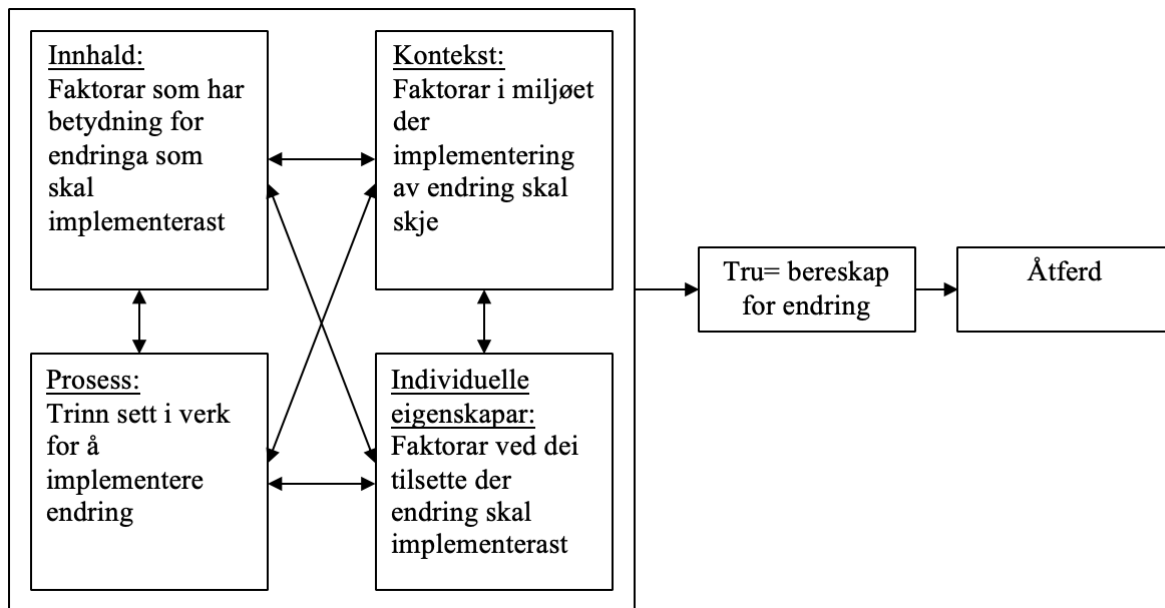 Innhald:
Faktorar som har
betydning for
endringa som
skal
implementerast
Kontekst:
Faktorar i miljøet
der
implementering
av endring skal
skje
Prosess:
Trinn sett i verk
for å
implementere
endring
Individuelle
eigenskapar:
Faktorar ved dei
tilsette der
endring skal
implementerast
Tru= bereskap
for endring
Åtferd